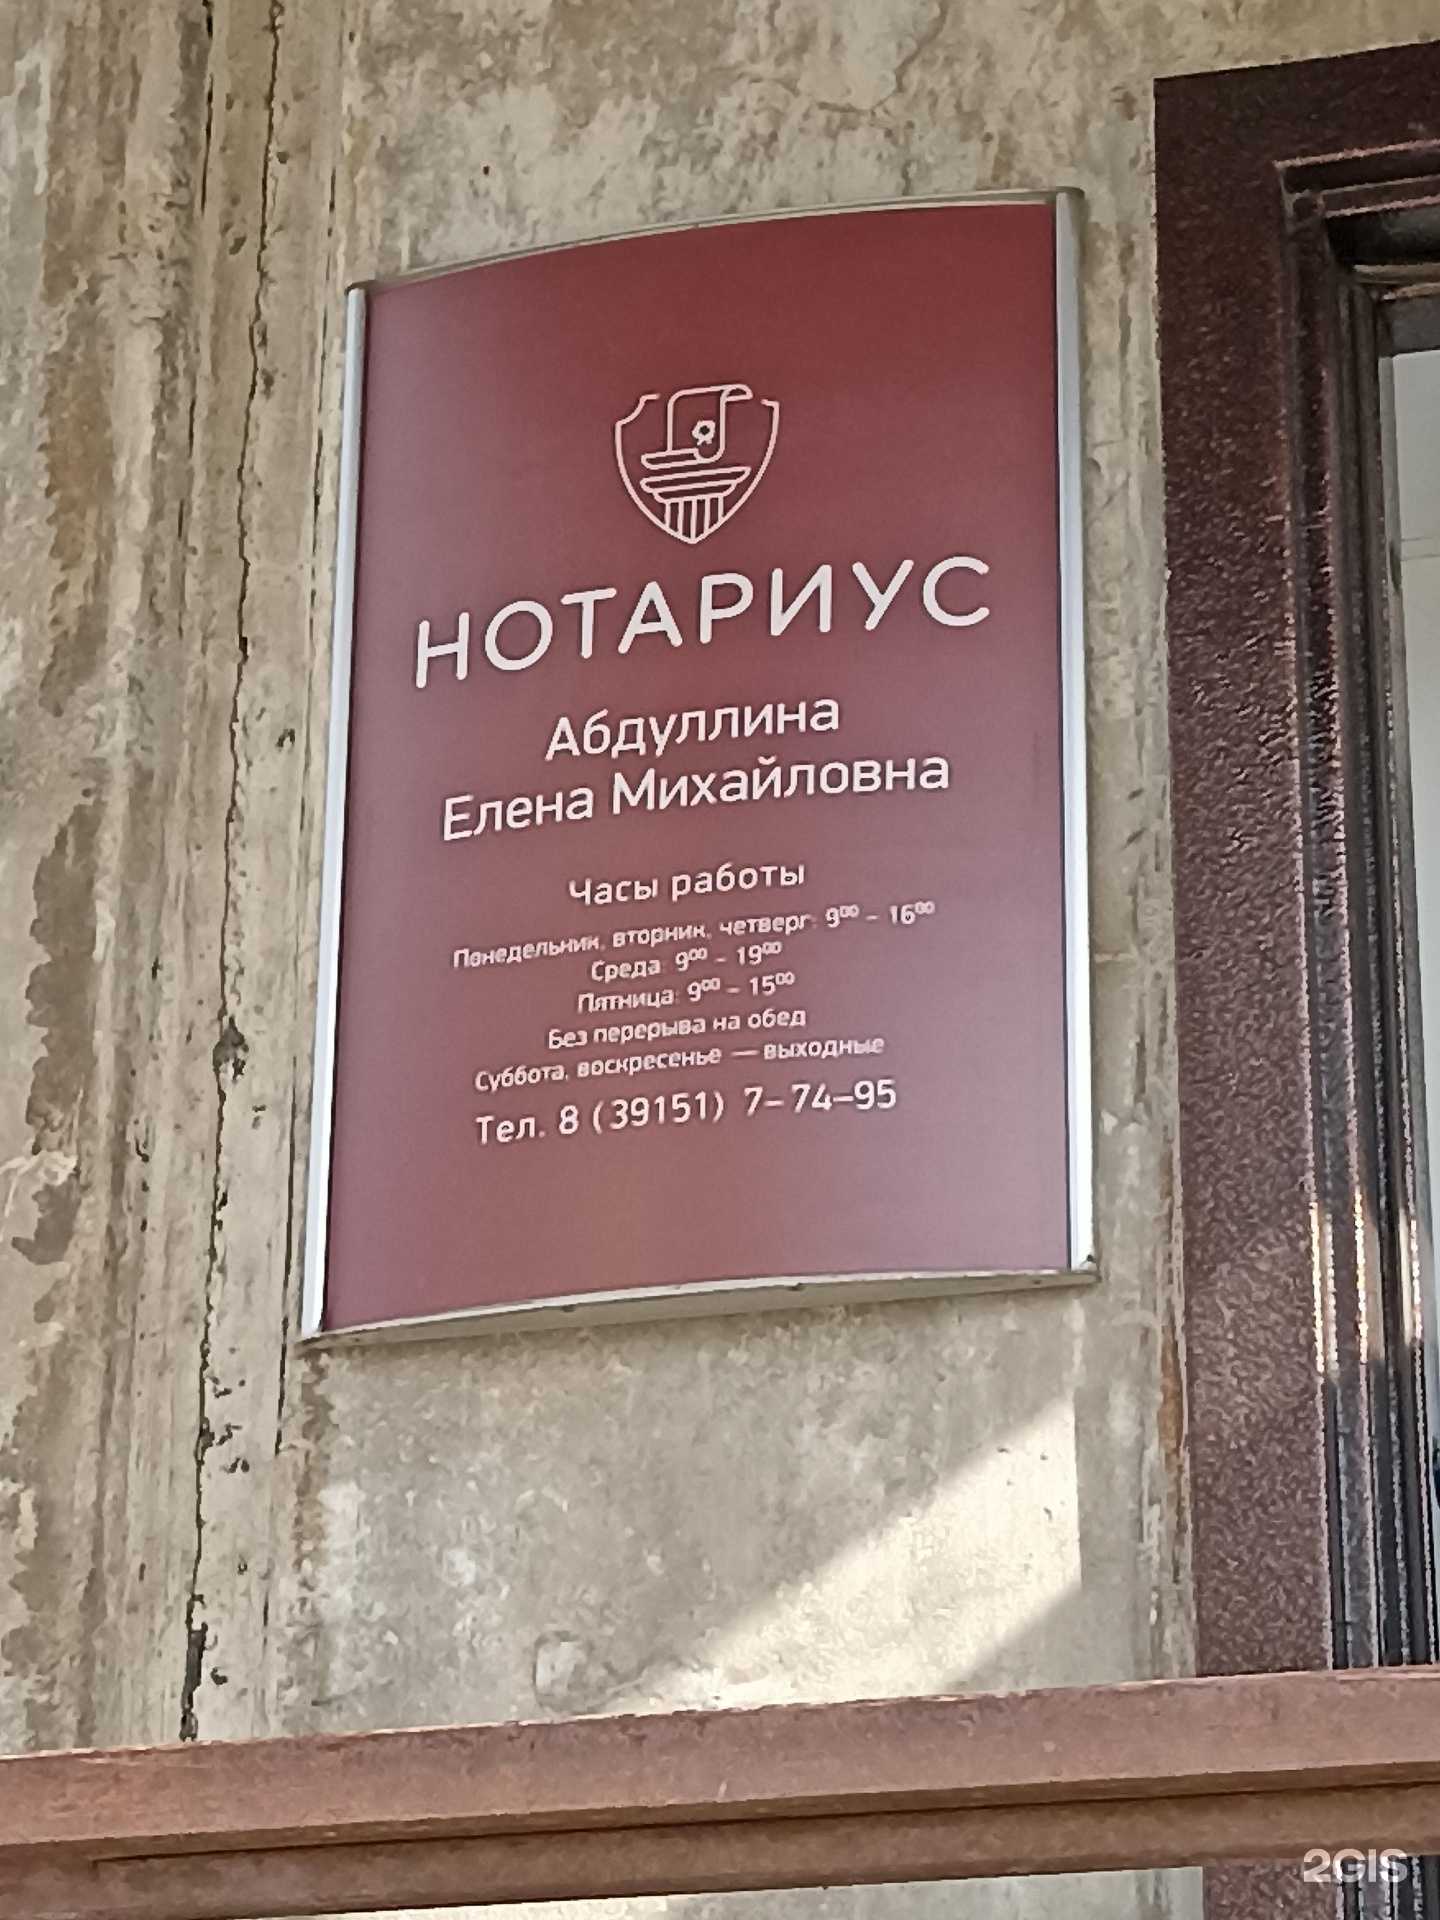 НОТАРИУС
Абдуллина
Елена Михайловна
Часы работы
Понедельник, вторник, четверг: 9⁰⁰ - 16⁰⁰
Среда: 9⁰⁰ - 19⁰⁰
Пятница: 9⁰⁰ - 15⁰⁰
Без перерыва на обед
Суббота, воскресенье — выходные
Тел. 8 (39151) 7-74-95
2GIS